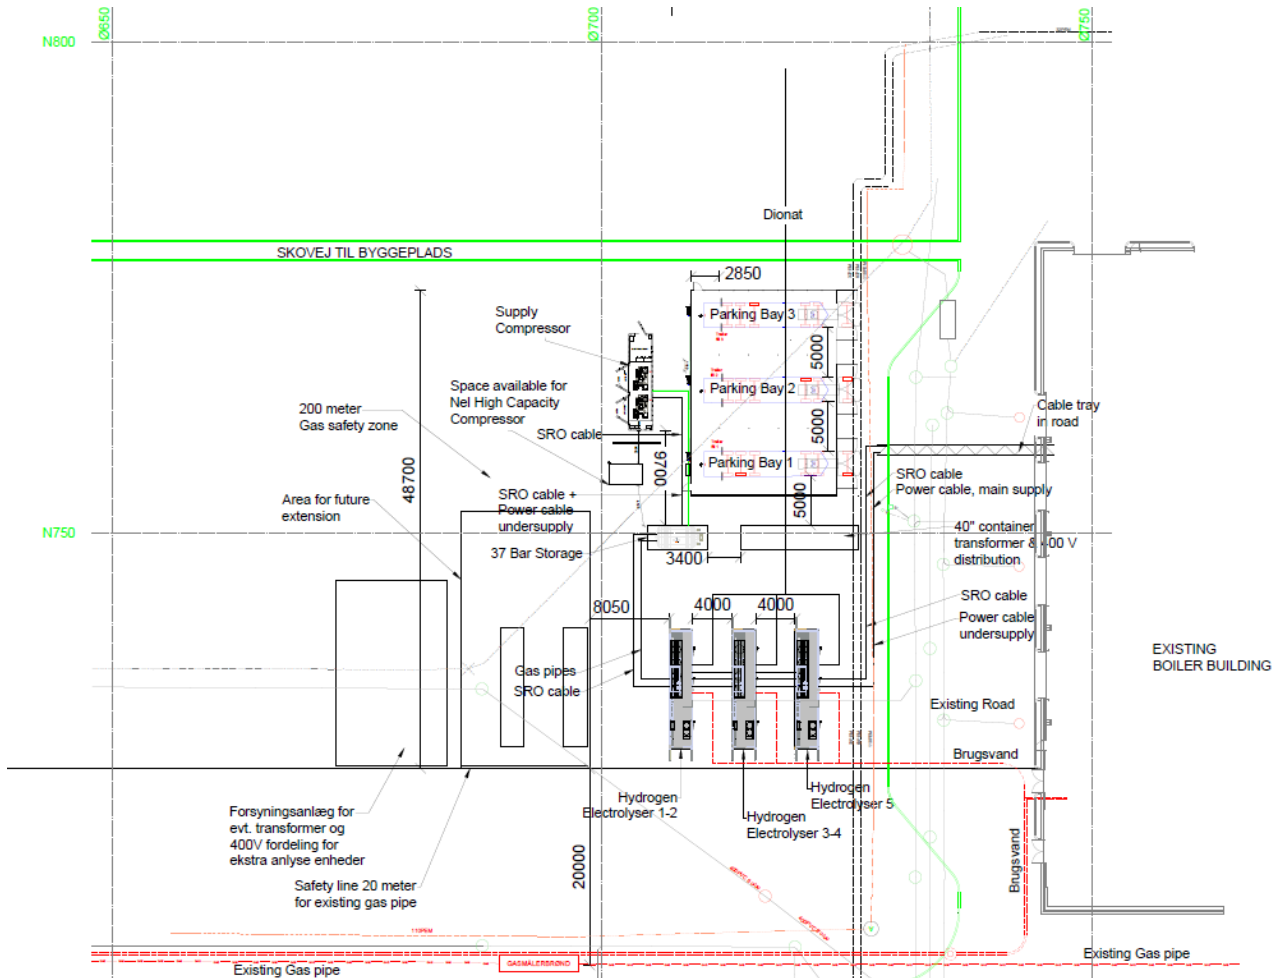 Ø650
Ø700
Ø750
N800
Dionat
SKOVEJ TIL BYGGEPLADS
2850
Supply
Compressor
Parking Bay 3
5000
Space available for
Nel High Capacity
Compressor
Parking Bay 2
200 meter
Gas safety zone
Cable tray
in road
SRO cable
5000
9700
Parking Bay 1
48700
SRO cable
Power cable, main supply
Area for future
extension
SRO cable +
Power cable
undersupply
5000
N750
40" container
transformer & 400 V
distribution
37 Bar Storage
3400
SRO cable
8050
4000
4000
Power cable
undersupply
EXISTING
BOILER BUILDING
Gas pipes
SRO cable
Existing Road
Brugsvand
Hydrogen
Electrolyser 1-2
Hydrogen
Electrolyser 5
Hydrogen
Electrolyser 3-4
Forsyningsanlæg for
evt. transformer og
400V fordeling for
ekstra analyse enheder
Brugsvand
20000
Safety line 20 meter
for existing gas pipe
Existing Gas pipe
GASMÅLERBRØND
Existing Gas pipe